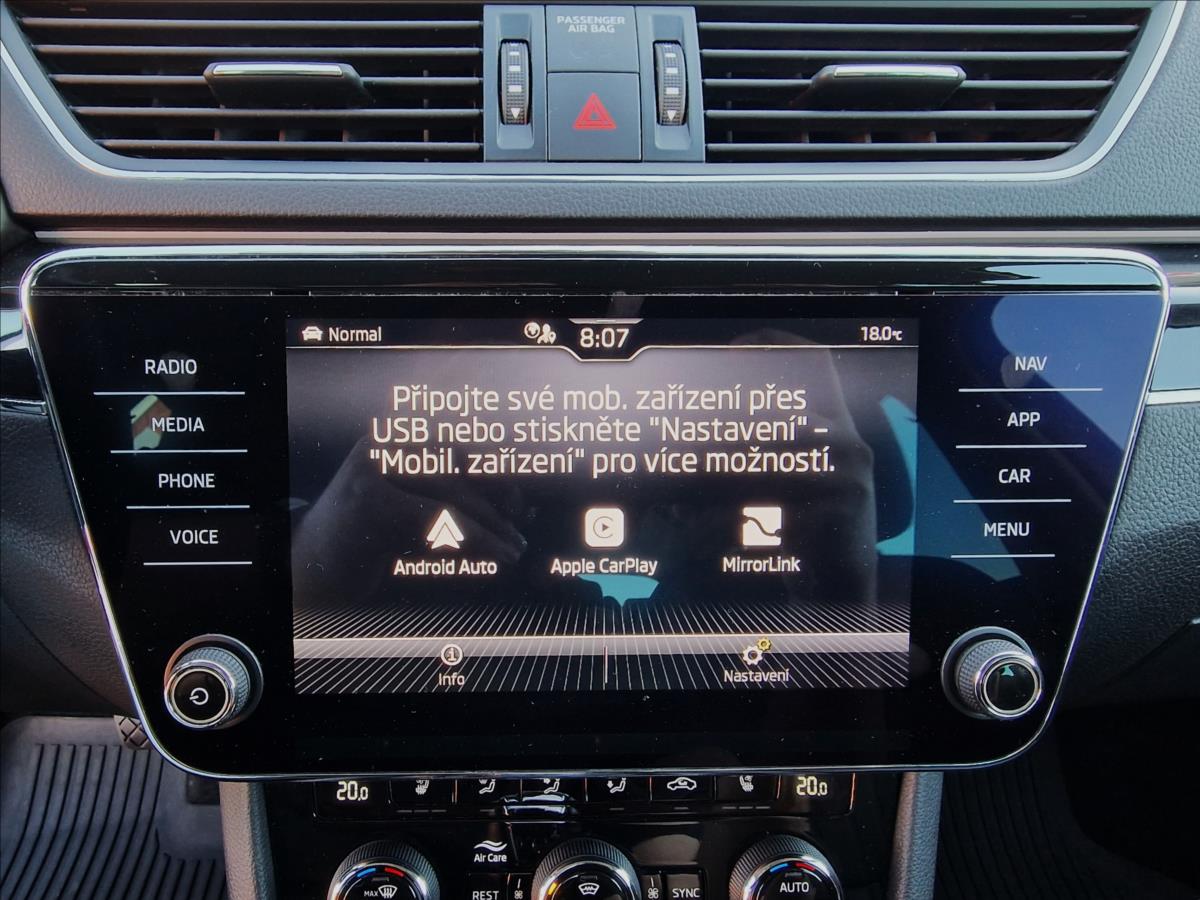 PASSENGER
AIR BAG
Normal
8:07
18.0℃
RADIO
MEDIA
PHONE
VOICE
NAV
APP
CAR
MENU
Připojte své mob. zařízení přes
USB nebo stiskněte "Nastavení" –
"Mobil. zařízení" pro více možností.
Android Auto
Apple CarPlay
MirrorLink
Info
Nastavení
20.0
20.0
Air Care
MAX
REST
SYNC
AUTO